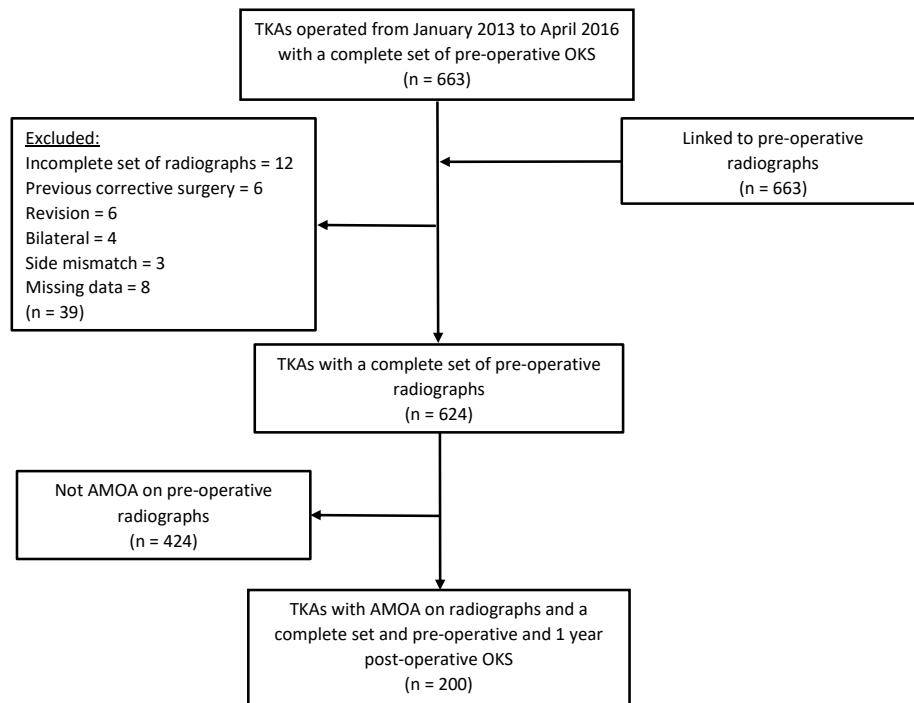 TKAs operated from January 2013 to April 2016
with a complete set of pre-operative OKS
(n = 663)
Excluded:
Incomplete set of radiographs = 12
Previous corrective surgery = 6
Revision = 6
Bilateral = 4
Side mismatch = 3
Missing data = 8
(n = 39)
Linked to pre-operative
radiographs
(n = 663)
TKAs with a complete set of pre-operative
radiographs
(n = 624)
Not AMOA on pre-operative
radiographs
(n = 424)
TKAs with AMOA on radiographs and a
complete set and pre-operative and 1 year
post-operative OKS
(n = 200)